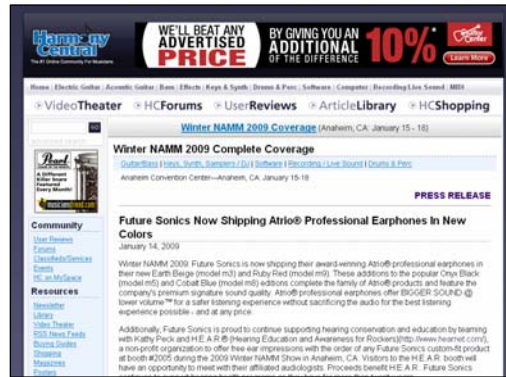 Harmony Central
The #1 Online Community For Musicians
WE'LL BEAT ANY ADVERTISED PRICE
BY GIVING YOU AN ADDITIONAL 10%* OF THE DIFFERENCE
Guitar Center
Learn More
Home | Electric Guitar | Acoustic Guitar | Bass | Effects | Keys & Synth | Drums & Perc | Software | Computer | Recording/Live Sound | MIDI
VideoTheater HCForums UserReviews ArticleLibrary HCShopping
Winter NAMM 2009 Coverage (Anaheim, CA: January 15 - 18)
advanced search
Winter NAMM 2009 Complete Coverage
Guitar/Bass | Keys, Synth, Samplers / DJ | Software | Recording / Live Sound | Drums & Perc
Anaheim Convention Center—Anaheim, CA. January 15-18
PRESS RELEASE
Pearl
A Different Killer Score Featured Every Month!
musiciansfriend.com
Community
User Reviews
Forums
Classifieds/Services
Events
HC on MySpace
Resources
Newsletter
Library
Video Theater
RSS News Feeds
Buying Guides
Shopping
Magazines
Posters
Future Sonics Now Shipping Atrio® Professional Earphones In New Colors
January 14, 2009
Winter NAMM 2009: Future Sonics is now shipping their award-winning Atrio® professional earphones in
their new Earth Beige (model m3) and Ruby Red (model m9). These additions to the popular Onyx Black
(model m5) and Cobalt Blue (model m8) editions complete the family of Atrio® products and feature the
company's premium signature sound quality. Atrio® professional earphones offer BIGGER SOUND @
lower volume™ for a safer listening experience without sacrificing the audio for the best listening
experience possible - and at any price.
Additionally, Future Sonics is proud to continue supporting hearing conservation and education by teaming
with Kathy Peck and H.E.A.R.® (Hearing Education and Awareness for Rockers)(http://www.hearnet.com/),
a non-profit organization to offer free ear impressions with the order of any Future Sonics custom-fit product
at booth #2005 during the 2009 Winter NAMM Show in Anaheim, CA. Visitors to the H.E.A.R. booth will
have an opportunity to meet with their affiliated audiologists. Proceeds benefit H.E.A.R. Future Sonics